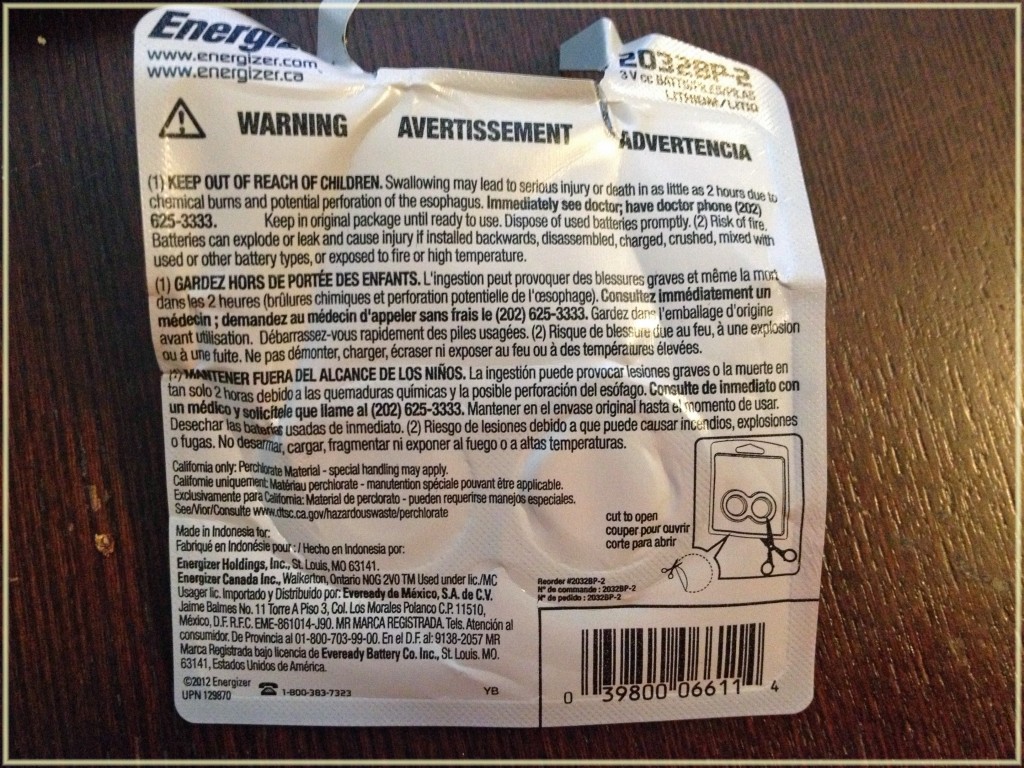 Energiz
www.energizer.com
www.energizer.ca
2032BP-2
3V cc BATTS/PILES/PILAS
LITHIUM/LITIO
WARNING AVERTISSEMENT ADVERTENCIA
(1) KEEP OUT OF REACH OF CHILDREN. Swallowing may lead to serious injury or death in as little as 2 hours due to
chemical burns and potential perforation of the esophagus. Immediately see doctor; have doctor phone (202)
625-3333. Keep in original package until ready to use. Dispose of used batteries promptly. (2) Risk of fire.
Batteries can explode or leak and cause injury if installed backwards, disassembled, charged, crushed, mixed with
used or other battery types, or exposed to fire or high temperature.
(1) GARDEZ HORS DE PORTÉE DES ENFANTS. L'ingestion peut provoquer des blessures graves et même la mort
dans les 2 heures (brûlures chimiques et perforation potentielle de l'œsophage). Consultez immédiatement un
médecin ; demandez au médecin d'appeler sans frais le (202) 625-3333. Gardez dans l'emballage d'origine
avant utilisation. Débarrassez-vous rapidement des piles usagées. (2) Risque de blessure due au feu, à une explosion
ou à une fuite. Ne pas démonter, charger, écraser ni exposer au feu ou à des températures élevées.
(1) MANTENER FUERA DEL ALCANCE DE LOS NIÑOS. La ingestión puede provocar lesiones graves o la muerte en
tan solo 2 horas debido a las quemaduras químicas y la posible perforación del esófago. Consulte de inmediato con
un médico y solicítele que llame al (202) 625-3333. Mantener en el envase original hasta el momento de usar.
Desechar las baterías usadas de inmediato. (2) Riesgo de lesiones debido a que puede causar incendios, explosiones
o fugas. No desarmar, cargar, fragmentar ni exponer al fuego o a altas temperaturas.
California only: Perchlorate Material - special handling may apply.
Californie uniquement: Matériau perchlorate - manutention spéciale pouvant être applicable.
Exclusivamente para California: Material de perclorato - pueden requerirse manejos especiales.
See/Vior/Consulte www.dtsc.ca.gov/hazardouswaste/perchlorate
cut to open
couper pour ouvrir
corte para abrir
Made in Indonesia for:
Fabriqué en Indonésie pour : / Hecho en Indonesia por:
Energizer Holdings, Inc., St. Louis, MO 63141.
Energizer Canada Inc., Walkerton, Ontario N0G 2V0 TM Used under lic./MC
Usager lic. Importado y Distribuido por: Eveready de México, S.A. de C.V.
Jaime Balmes No. 11 Torre A Piso 3, Col. Los Morales Polanco C.P. 11510,
México, D.F. R.F.C. EME-861014-J90. MR MARCA REGISTRADA. Tels. Atención al
consumidor. De Provincia al 01-800-703-99-00. En el D.F. al: 9138-2057 MR
Marca Registrada bajo licencia de Eveready Battery Co. Inc., St. Louis. MO.
63141, Estados Unidos de América.
©2012 Energizer
UPN 129870
1-800-383-7323
YB
Reorder #2032BP-2
N° de commande : 2032BP-2
N° de pedido : 2032BP-2
0 39800 06611 4